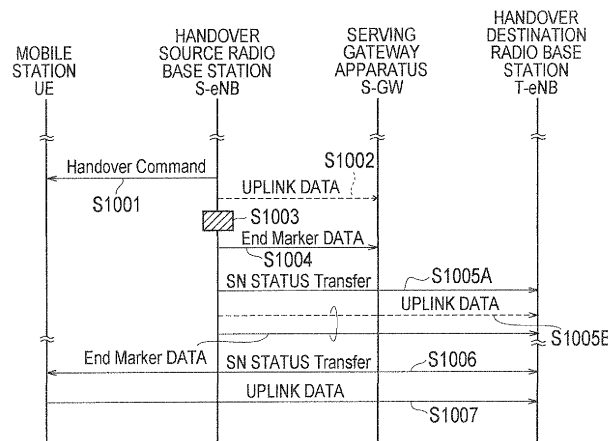 MOBILE
STATION
UE
HANDOVER
SOURCE RADIO
BASE STATION
S-eNB
SERVING
GATEWAY
APPARATUS
S-GW
HANDOVER
DESTINATION
RADIO BASE
STATION
T-eNB
Handover Command
S1001
S1002
UPLINK DATA
S1003
End Marker DATA
S1004
SN STATUS Transfer
S1005A
UPLINK DATA
S1005B
End Marker DATA
SN STATUS Transfer
S1006
UPLINK DATA
S1007